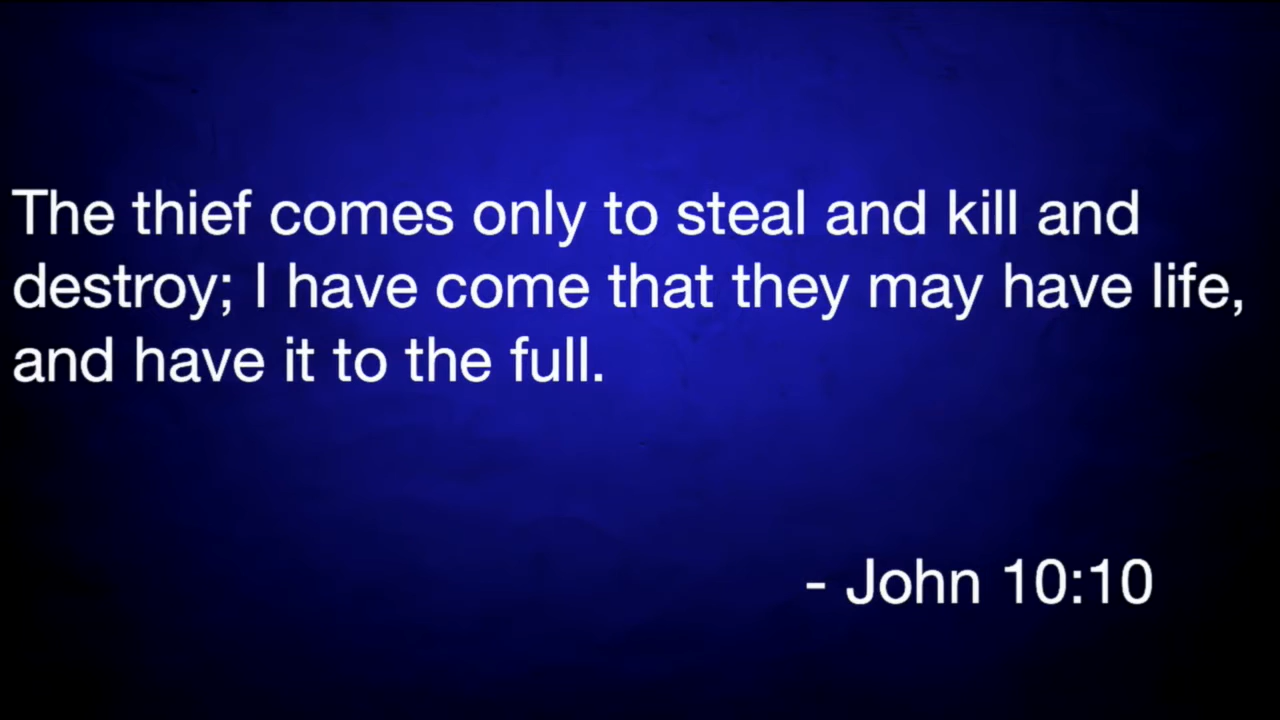 The thief comes only to steal and kill and
destroy; I have come that they may have life,
and have it to the full.
- John 10:10